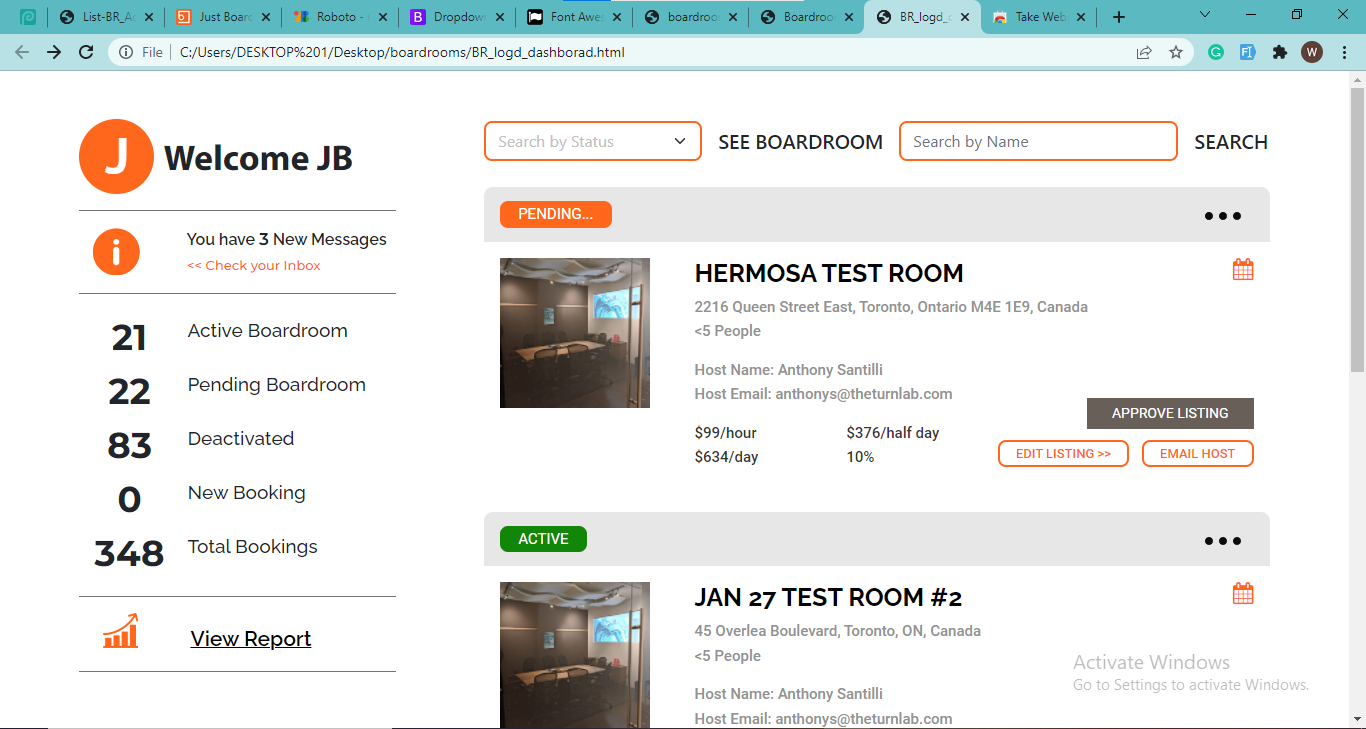 List-BR_A
Just Boar
Roboto -
Dropdow
Font Awes
boardroo
Boardroo
BR_logd_
Take Web
File
C:/Users/DESKTOP%201/Desktop/boardrooms/BR_logd_dashborad.html
W
J
Welcome JB
You have 3 New Messages
<< Check your Inbox
21 Active Boardroom
22 Pending Boardroom
83 Deactivated
0 New Booking
348 Total Bookings
View Report
Search by Status
SEE BOARDROOM
Search by Name
SEARCH
PENDING...
HERMOSA TEST ROOM
2216 Queen Street East, Toronto, Ontario M4E 1E9, Canada
<5 People
Host Name: Anthony Santilli
Host Email: anthonys@theturnlab.com
$99/hour $376/half day
$634/day 10%
APPROVE LISTING
EDIT LISTING >>
EMAIL HOST
ACTIVE
JAN 27 TEST ROOM #2
45 Overlea Boulevard, Toronto, ON, Canada
<5 People
Host Name: Anthony Santilli
Host Email: anthonys@theturnlab.com
Activate Windows
Go to Settings to activate Windows.